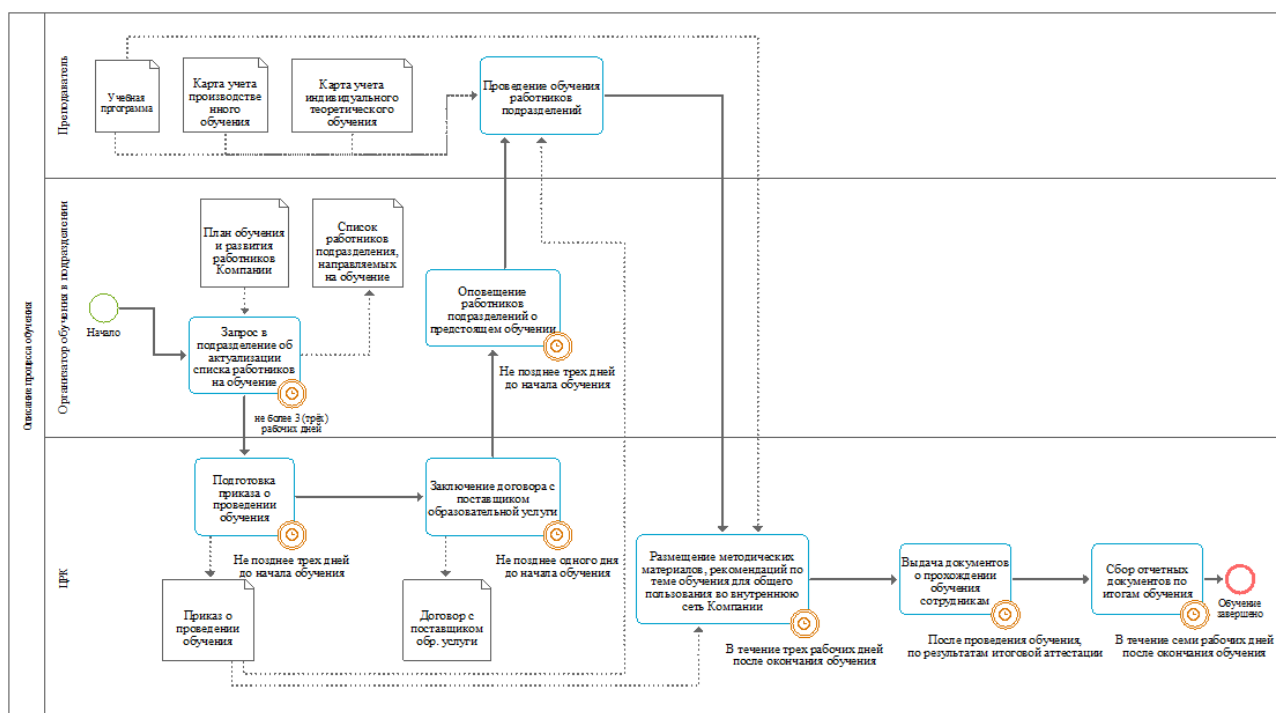 Описание процесса обучения
Преподаватель
Учебная
прграмма
Карта учета
производстве
нного
обучения
Карта учета
индивидуального
теоретического
обучения
Проведение обучения
работников
подразделений
Организатор обучения в подразделении
Начало
План обучения
и развития
работников
Компании
Список
работников
подразделения,
направляемых
на обучение
Запрос в
подразделение об
актуализации
списка работников
на обучение
не более 3 (трёх)
рабочих дней
Оповещение
работников
подразделений о
предстоящем обучении
Не позднее трех дней
до начала обучения
ЦРК
Подготовка
приказа о
проведении
обучения
Не позднее трех дней
до начала обучения
Приказ о
проведении
обучения
Заключение договора с
поставщиком
образовательной услуги
Не позднее одного дня
до начала обучения
Договор с
поставщиком
обр. услуги
Размещение методических
материалов, рекомендаций по
теме обучения для общего
пользования во внутреннюю
сеть Компании
В течение трех рабочих дней
после окончания обучения
Выдача документов
о прохождении
обучения
сотрудникам
После проведения обучения,
по результатам итоговой аттестации
Сбор отчетных
документов по
итогам обучения
В течение семи рабочих дней
после окончания обучения
Обучение
завершено